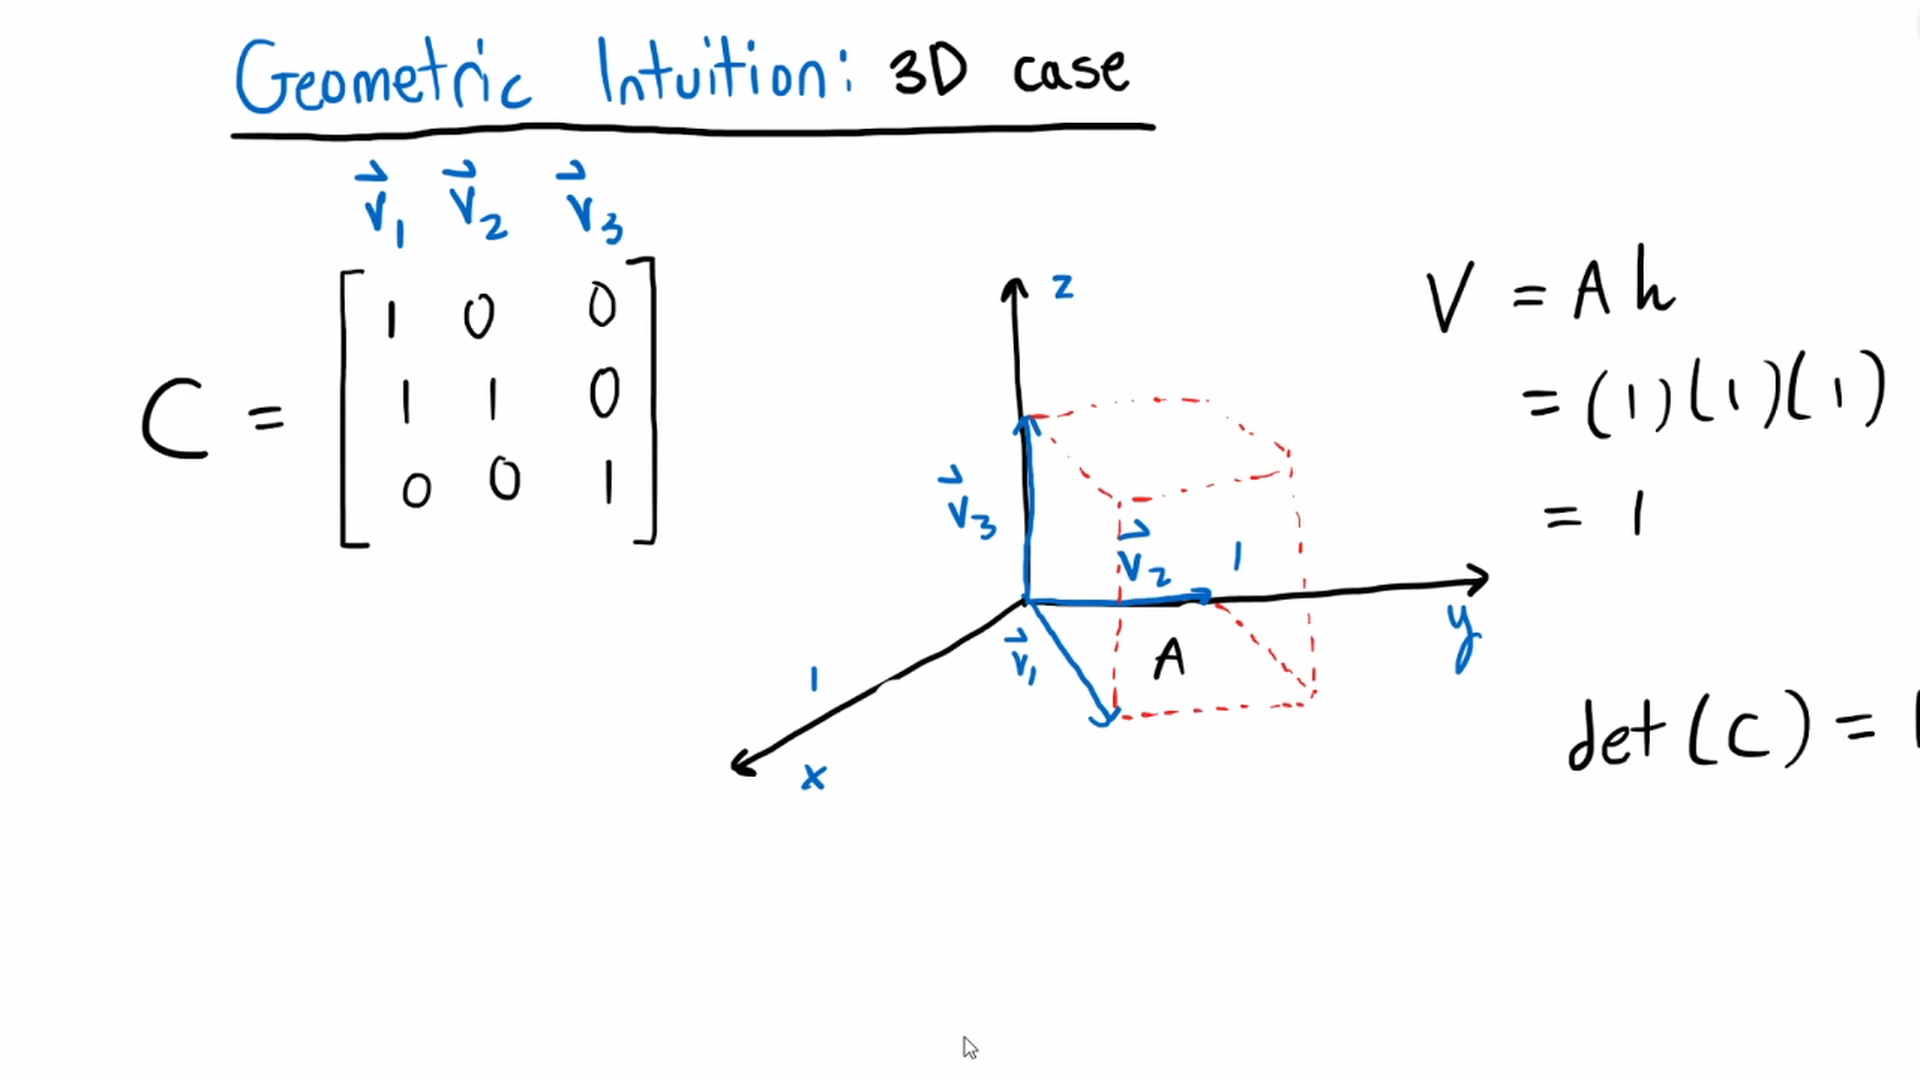 Geometric Intuition: 3D case
v⃗₁ v⃗₂ v⃗₃
C = [1 0 0
1 1 0
0 0 1]
z
v⃗₃
v⃗₂ 1
y
v⃗₁
A
1
x
V = A h
= (1)(1)(1)
= 1
det(C) =